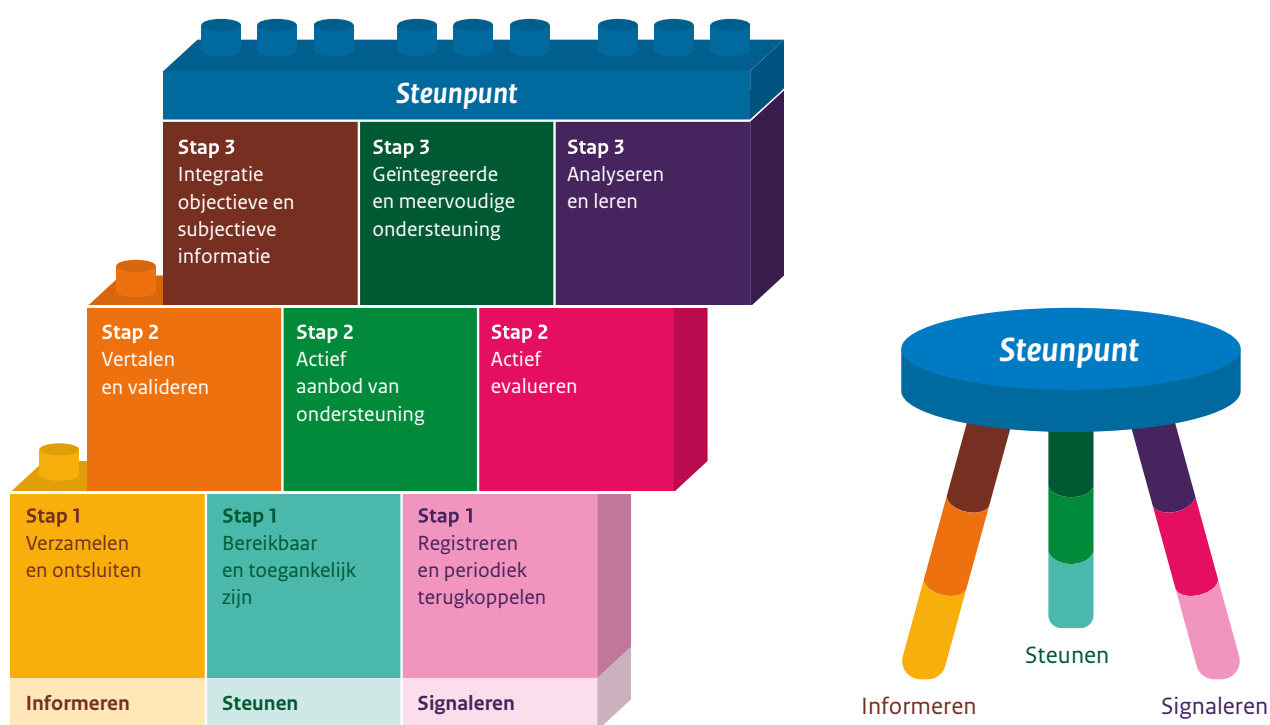 Steunpunt
Stap 3
Integratie
objectieve en
subjectieve
informatie
Stap 3
Geïntegreerde
en meervoudige
ondersteuning
Stap 3
Analyseren
en leren
Stap 2
Vertalen
en valideren
Stap 2
Actief
aanbod van
ondersteuning
Stap 2
Actief
evalueren
Stap 1
Verzamelen
en ontsluiten
Stap 1
Bereikbaar
en toegankelijk
zijn
Stap 1
Registreren
en periodiek
terugkoppelen
Informeren
Steunen
Signaleren
Steunpunt
Steunen
Informeren
Signaleren